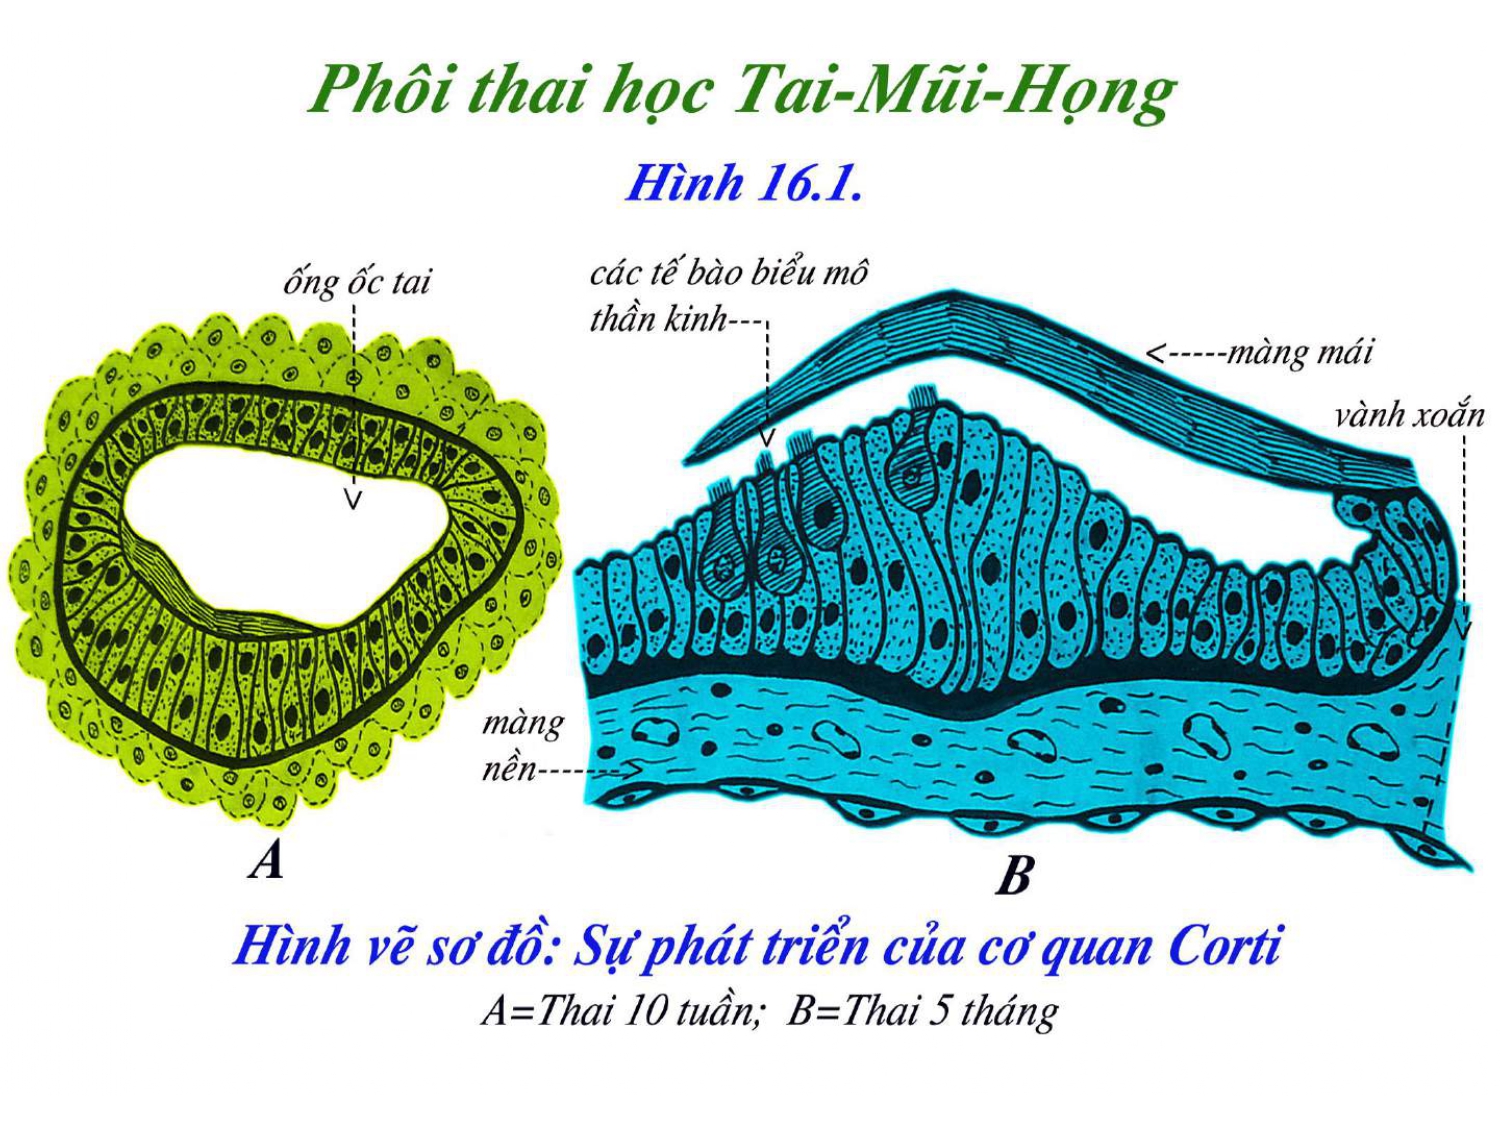 Phôi thai học Tai-Mũi-Họng
Hình 16.1.
ống ốc tai
các tế bào biểu mô
thần kinh
màng mái
vành xoắn
màng
nền
A
B
Hình vẽ sơ đồ: Sự phát triển của cơ quan Corti
A=Thai 10 tuần; B=Thai 5 tháng